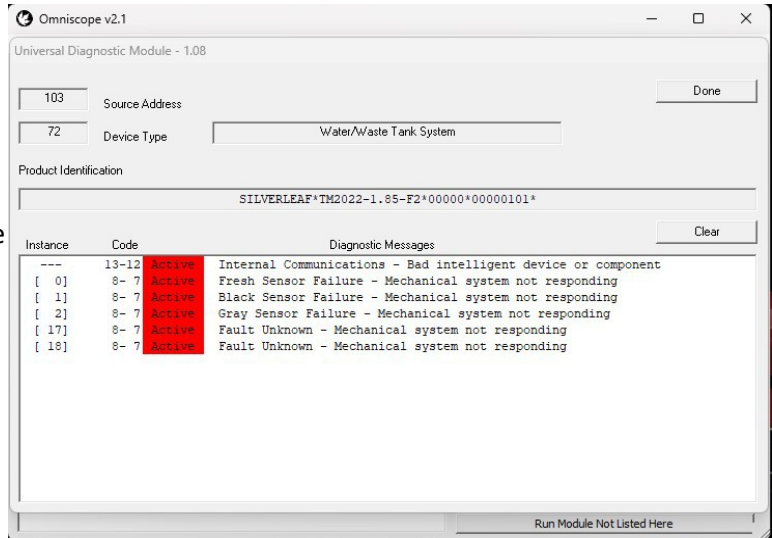 Omniscope v2.1
Universal Diagnostic Module - 1.08
103 Source Address Done
72 Device Type Water/Waste Tank System
Product Identification
SILVERLEAF*TM2022-1.85-F2*00000*00000101*
e
Clear
Instance Code Diagnostic Messages
--- 13-12 Active Internal Communications - Bad intelligent device or component
[ 0] 8- 7 Active Fresh Sensor Failure - Mechanical system not responding
[ 1] 8- 7 Active Black Sensor Failure - Mechanical system not responding
[ 2] 8- 7 Active Gray Sensor Failure - Mechanical system not responding
[ 17] 8- 7 Active Fault Unknown - Mechanical system not responding
[ 18] 8- 7 Active Fault Unknown - Mechanical system not responding
Run Module Not Listed Here